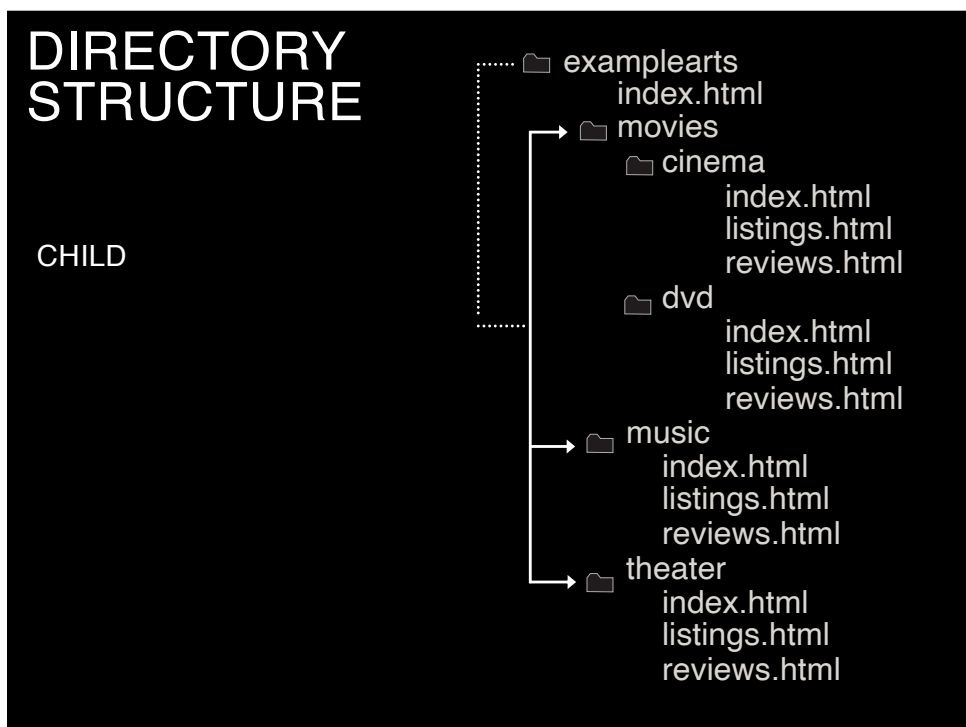 DIRECTORY
STRUCTURE
CHILD
examplearts
index.html
movies
cinema
index.html
listings.html
reviews.html
dvd
index.html
listings.html
reviews.html
music
index.html
listings.html
reviews.html
theater
index.html
listings.html
reviews.html